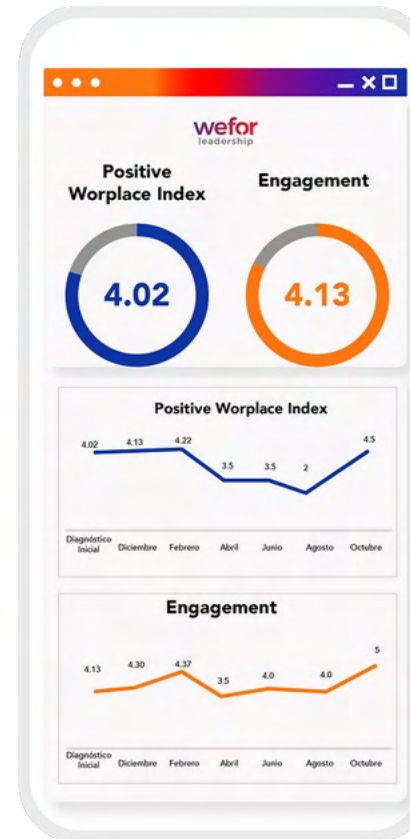 wefor
leadership
Positive
Worplace Index
Engagement
4.02
4.13
Positive Worplace Index
4.02
4.13
4.22
3.5
3.5
2
4.5
Diagnóstico
Inicial
Diciembre
Febrero
Abril
Junio
Agosto
Octubre
Engagement
4.13
4.30
4.37
3.5
4.0
4.0
5
Diagnóstico
Inicial
Diciembre
Febrero
Abril
Junio
Agosto
Octubre